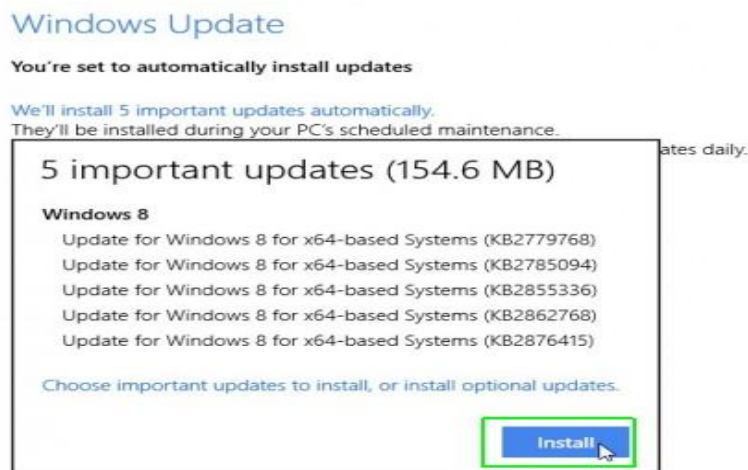 Windows Update
You're set to automatically install updates
We'll install 5 important updates automatically.
They'll be installed during your PC's scheduled maintenance.
ates daily.
5 important updates (154.6 MB)
Windows 8
Update for Windows 8 for x64-based Systems (KB2779768)
Update for Windows 8 for x64-based Systems (KB2785094)
Update for Windows 8 for x64-based Systems (KB2855336)
Update for Windows 8 for x64-based Systems (KB2862768)
Update for Windows 8 for x64-based Systems (KB2876415)
Choose important updates to install, or install optional updates.
Install